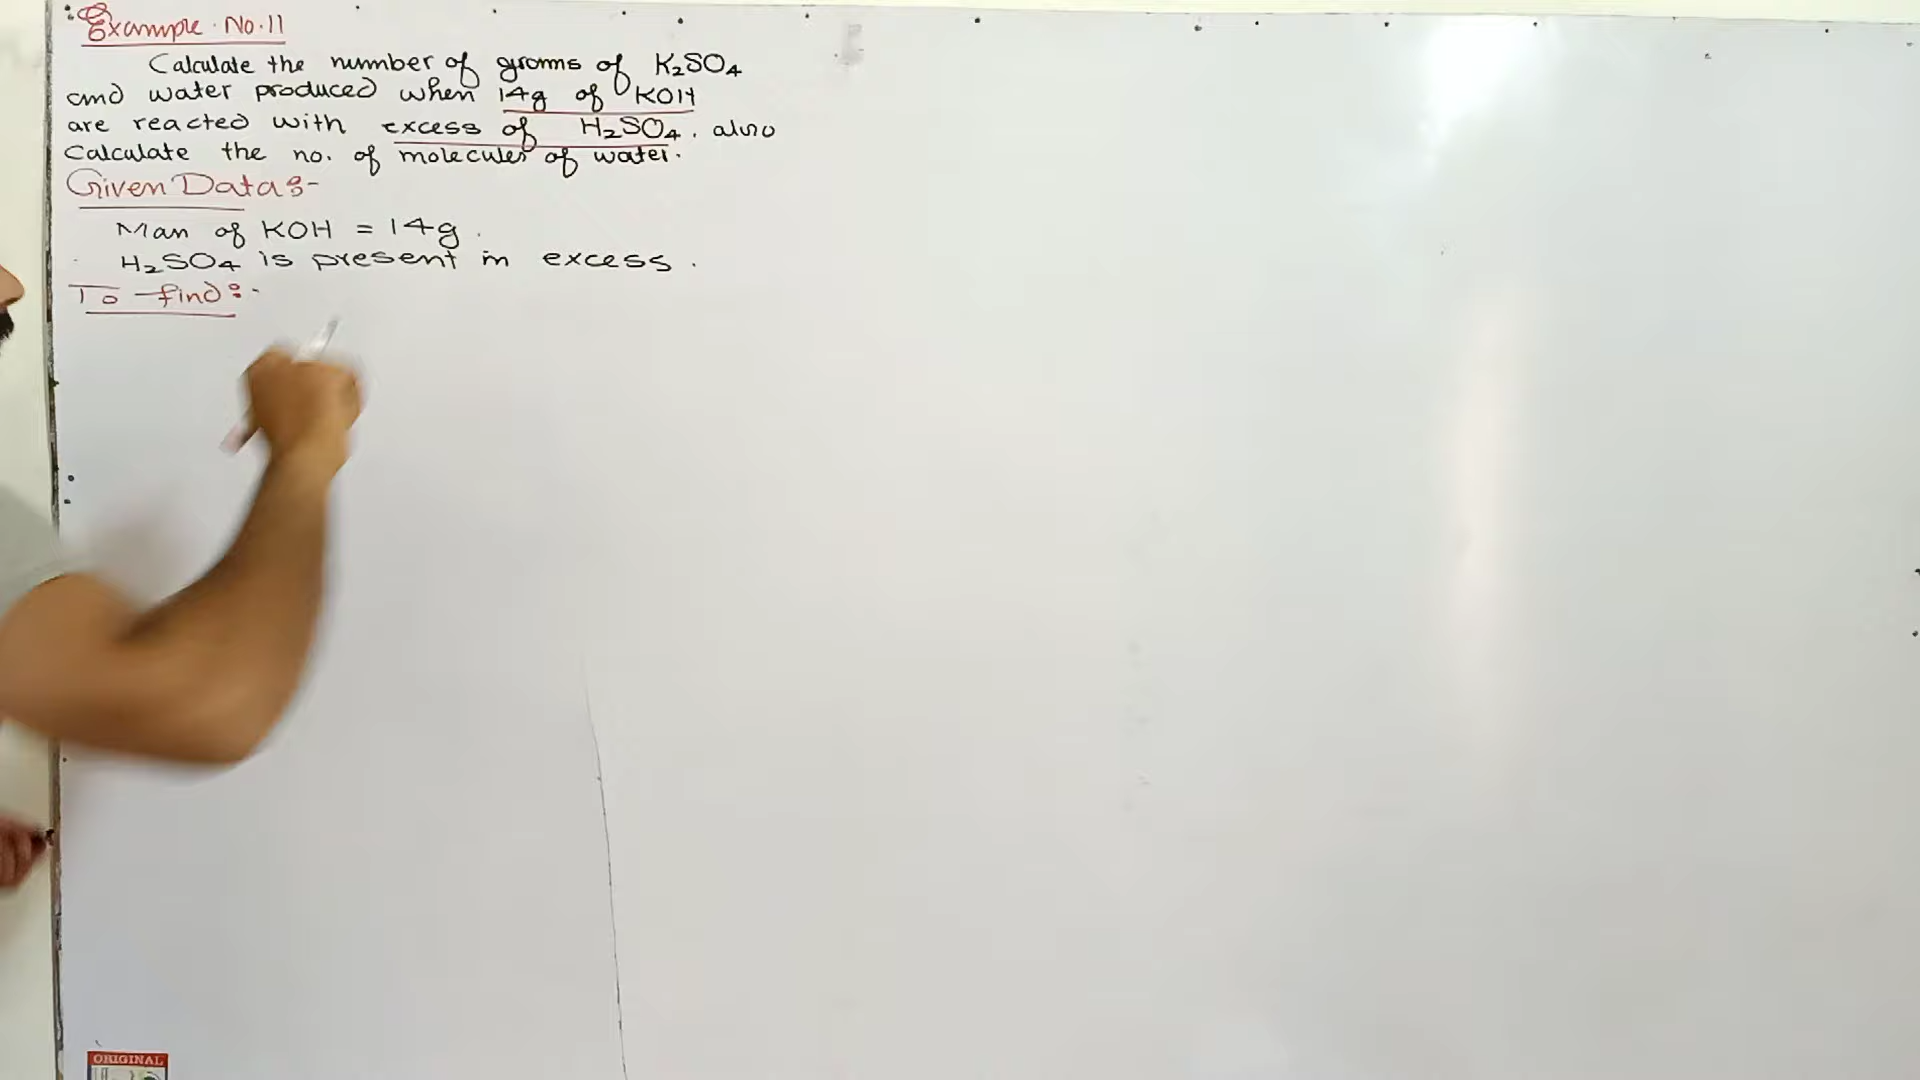 Example No.11
Calculate the number of grams of K₂SO₄
and water produced when 14g of KOH
are reacted with excess of H₂SO₄. also
Calculate the no. of molecules of water.
Given Data:-
Mass of KOH = 14g.
H₂SO₄ is present in excess.
To find:-
ORIGINAL